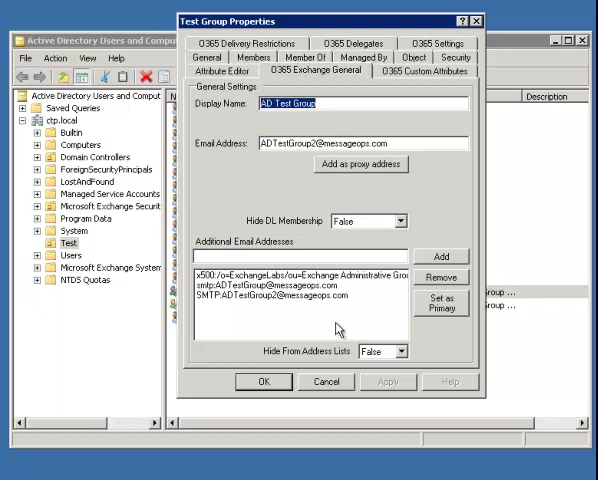 Test Group Properties
Active Directory Users and Compu
File Action View Help
Active Directory Users and Comput
Saved Queries
ctp.local
Builtin
Computers
Domain Controllers
ForeignSecurityPrincipals
LostAndFound
Managed Service Accounts
Microsoft Exchange Securit
Program Data
System
Test
Users
Microsoft Exchange System
NTDS Quotas
N
Description
Group ...
Group ...
O365 Delivery Restrictions O365 Delegates O365 Settings
General Members Member Of Managed By Object Security
Attribute Editor O365 Exchange General O365 Custom Attributes
General Settings
Display Name: AD Test Group
Email Address: ADTestGroup2@messageops.com
Add as proxy address
Hide DL Membership False
Additional Email Addresses
Add
x500:/o=ExchangeLabs/ou=Exchange Administrative Grou
smtp:ADTestGroup@messageops.com
SMTP:ADTestGroup2@messageops.com
Remove
Set as
Primary
Hide From Address Lists False
OK Cancel Apply Help